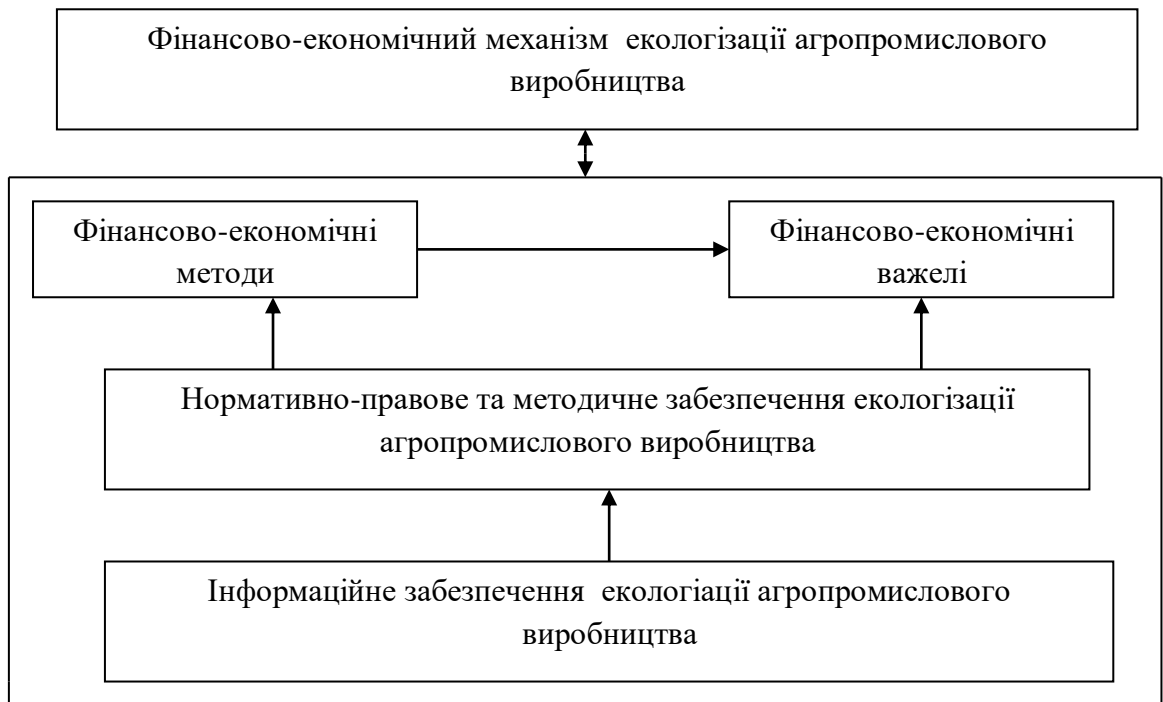 Фінансово-економічний механізм екологізації агропромислового
виробництва
Фінансово-економічні
методи
Фінансово-економічні
важелі
Нормативно-правове та методичне забезпечення екологізації
агропромислового виробництва
Інформаційне забезпечення екологіації агропромислового
виробництва